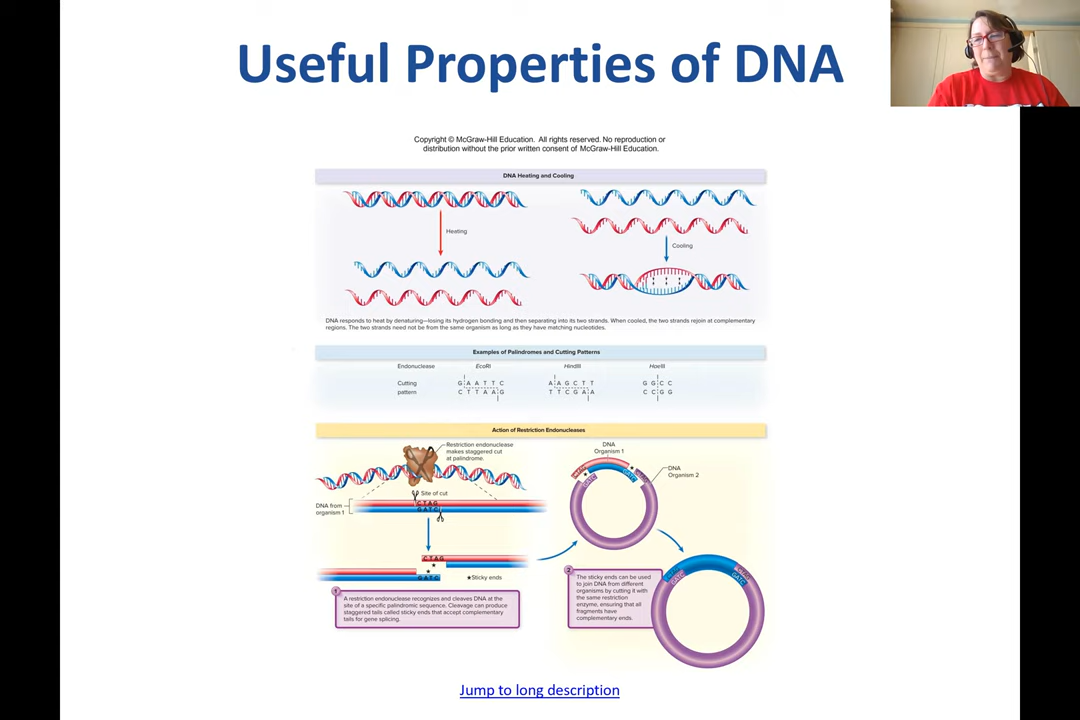 Useful Properties of DNA
Copyright © McGraw-Hill Education. All rights reserved. No reproduction or
distribution without the prior written consent of McGraw-Hill Education.
DNA Heating and Cooling
Heating
Cooling
DNA responds to heat by denaturing—losing its hydrogen bonding and then separating into its two strands. When cooled, the two strands rejoin at complementary
regions. The two strands need not be from the same organism as long as they have matching nucleotides.
Examples of Palindromes and Cutting Patterns
Endonuclease EcoRI HindIII HaeIII
Cutting G A A T T C A A G C T T G G C C
pattern C T T A A G T T C G A A C C G G
Action of Restriction Endonucleases
Restriction endonuclease
makes staggered cut
at palindrome.
Site of cut
DNA from
organism 1
C T A G
G A T C
C T A G
G A T C
★Sticky ends
1
A restriction endonuclease recognizes and cleaves DNA at the
site of a specific palindromic sequence. Cleavage can produce
staggered tails called sticky ends that accept complementary
tails for gene splicing.
DNA
Organism 1
DNA
Organism 2
GATC
GATC
2
The sticky ends can be used
to join DNA from different
organisms by cutting it with
the same restriction
enzyme, ensuring that all
fragments have
complementary ends.
GATC
GATC
Jump to long description